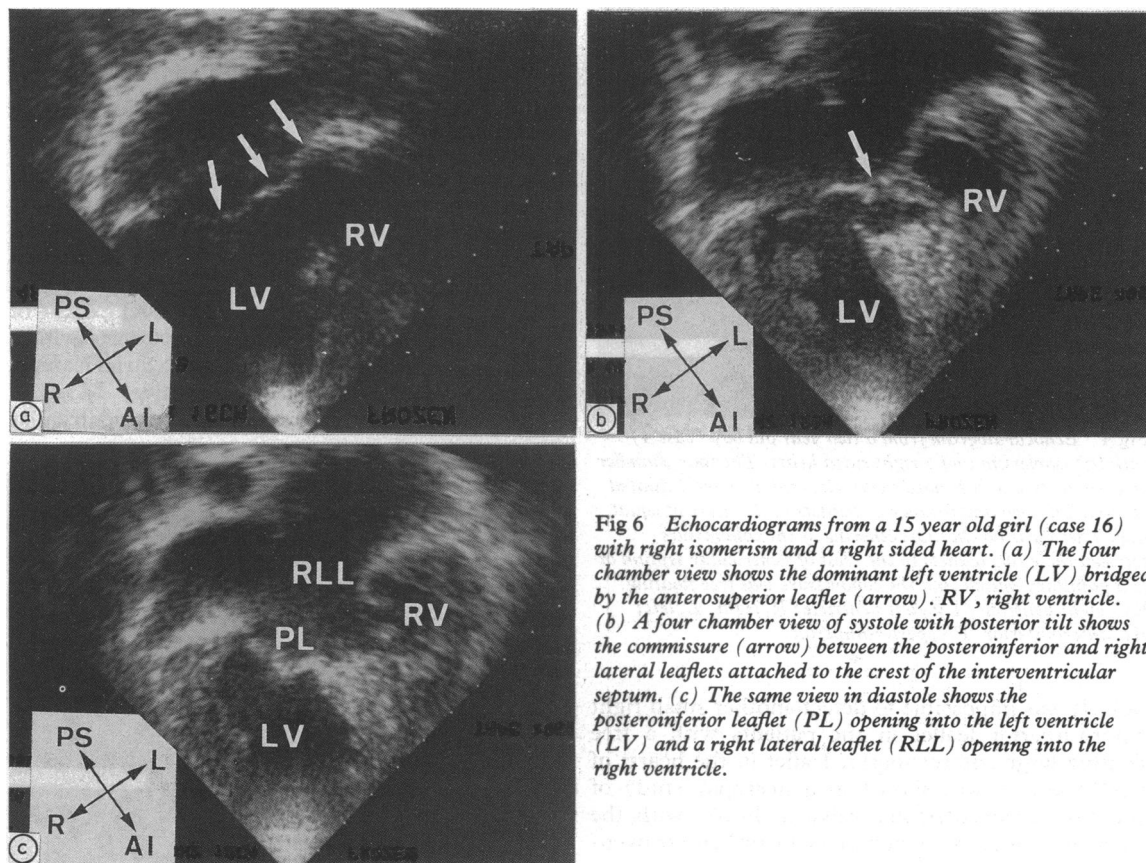 RV
LV
PS
L
R
AI
a
RV
LV
PS
L
R
AI
b
RLL
RV
PL
LV
PS
L
R
AI
c
Fig 6 Echocardiograms from a 15 year old girl (case 16)
with right isomerism and a right sided heart. (a) The four
chamber view shows the dominant left ventricle (LV) bridged
by the anterosuperior leaflet (arrow). RV, right ventricle.
(b) A four chamber view of systole with posterior tilt shows
the commissure (arrow) between the posteroinferior and right
lateral leaflets attached to the crest of the interventricular
septum. (c) The same view in diastole shows the
posteroinferior leaflet (PL) opening into the left ventricle
(LV) and a right lateral leaflet (RLL) opening into the
right ventricle.